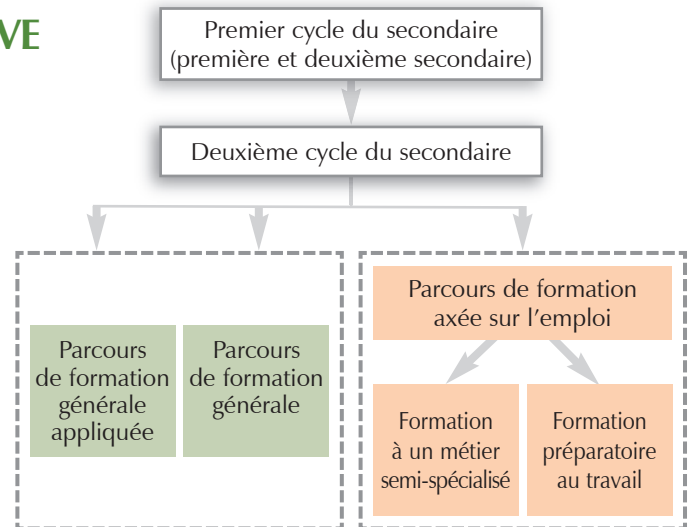 VE
Premier cycle du secondaire
(première et deuxième secondaire)
Deuxième cycle du secondaire
Parcours
de formation
générale
appliquée
Parcours
de formation
générale
Parcours de formation
axée sur l'emploi
Formation
à un métier
semi-spécialisé
Formation
préparatoire
au travail